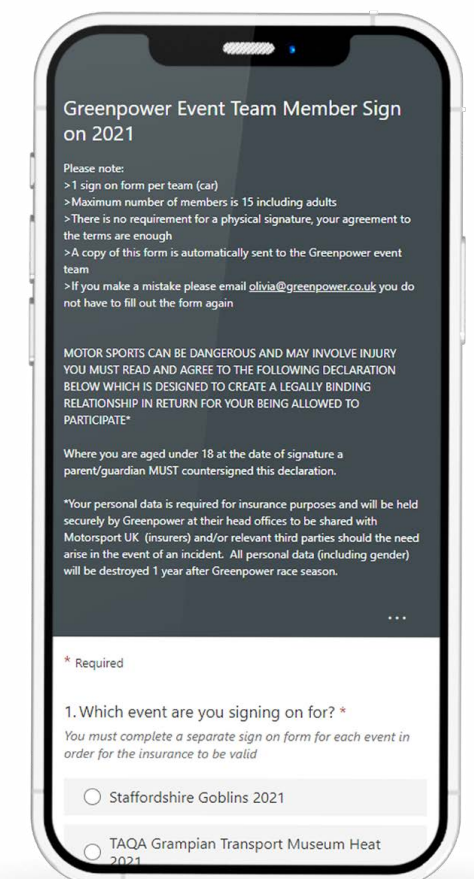 Greenpower Event Team Member Sign
on 2021
Please note:
>1 sign on form per team (car)
>Maximum number of members is 15 including adults
>There is no requirement for a physical signature, your agreement to
the terms are enough
>A copy of this form is automatically sent to the Greenpower event
team
>If you make a mistake please email olivia@greenpower.co.uk you do
not have to fill out the form again
MOTOR SPORTS CAN BE DANGEROUS AND MAY INVOLVE INJURY
YOU MUST READ AND AGREE TO THE FOLLOWING DECLARATION
BELOW WHICH IS DESIGNED TO CREATE A LEGALLY BINDING
RELATIONSHIP IN RETURN FOR YOUR BEING ALLOWED TO
PARTICIPATE*
Where you are aged under 18 at the date of signature a
parent/guardian MUST countersigned this declaration.
*Your personal data is required for insurance purposes and will be held
securely by Greenpower at their head offices to be shared with
Motorsport UK (insurers) and/or relevant third parties should the need
arise in the event of an incident. All personal data (including gender)
will be destroyed 1 year after Greenpower race season.
* Required
1. Which event are you signing on for? *
You must complete a separate sign on form for each event in
order for the insurance to be valid
Staffordshire Goblins 2021
TAQA Grampian Transport Museum Heat
2021